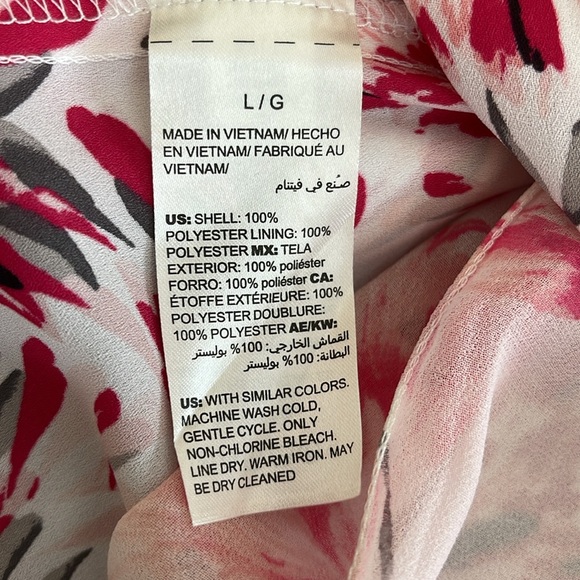 L / G
MADE IN VIETNAM/ HECHO
EN VIETNAM/ FABRIQUÉ AU
VIETNAM/
صُنع في فيتنام
US: SHELL: 100%
POLYESTER LINING: 100%
POLYESTER MX: TELA
EXTERIOR: 100% poliéster
FORRO: 100% poliéster CA:
ÉTOFFE EXTÉRIEURE: 100%
POLYESTER DOUBLURE:
100% POLYESTER AE/KW:
القماش الخارجي: 100% بوليستر
البطانة: 100% بوليستر
US: WITH SIMILAR COLORS.
MACHINE WASH COLD,
GENTLE CYCLE. ONLY
NON-CHLORINE BLEACH.
LINE DRY. WARM IRON. MAY
BE DRY CLEANED